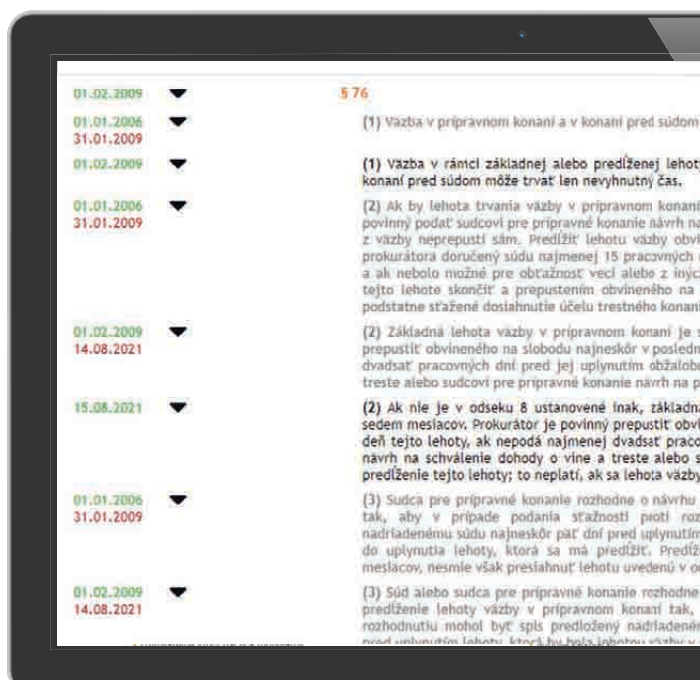 01.02.2009 § 76
01.01.2006 (1) Väzba v prípravnom konaní a v konaní pred súdom
31.01.2009
01.02.2009 (1) Väzba v rámci základnej alebo predĺženej lehoty
konaní pred súdom môže trvať len nevyhnutný čas.
01.01.2006 (2) Ak by lehota trvania väzby v prípravnom konaní
31.01.2009 povinný podať sudcovi pre prípravné konanie návrh na
z väzby neprepustí sám. Predĺžiť lehotu väzby obvi
prokurátora doručený súdu najmenej 15 pracovných
a ak nebolo možné pre obťažnosť veci alebo z iných
tejto lehote skončiť a prepustením obvineného na
podstatne sťažené dosiahnutie účelu trestného konani
01.02.2009 (2) Základná lehota väzby v prípravnom konaní je s
14.08.2021 prepustiť obvineného na slobodu najneskôr v posledn
dvadsať pracovných dní pred jej uplynutím obžalobu
treste alebo sudcovi pre prípravné konanie návrh na p
15.08.2021 (2) Ak nie je v odseku 8 ustanovené inak, základná
sedem mesiacov. Prokurátor je povinný prepustiť obvi
deň tejto lehoty, ak nepodá najmenej dvadsať praco
návrh na schválenie dohody o vine a treste alebo s
predĺženie tejto lehoty; to neplatí, ak sa lehota väzby
01.01.2006 (3) Sudca pre prípravné konanie rozhodne o návrhu
31.01.2009 tak, aby v prípade podania sťažnosti proti roz
nadriadenému súdu najneskôr päť dní pred uplynutím
do uplynutia lehoty, ktorá sa má predĺžiť. Predĺž
mesiacov, nesmie však presiahnuť lehotu uvedenú v o
01.02.2009 (3) Súd alebo sudca pre prípravné konanie rozhodne
14.08.2021 predĺženie lehoty väzby v prípravnom konaní tak,
rozhodnutiu mohol byť spis predložený nadriadeném
pred uplynutím lehoty, ktorá by bola lehotou väzby v